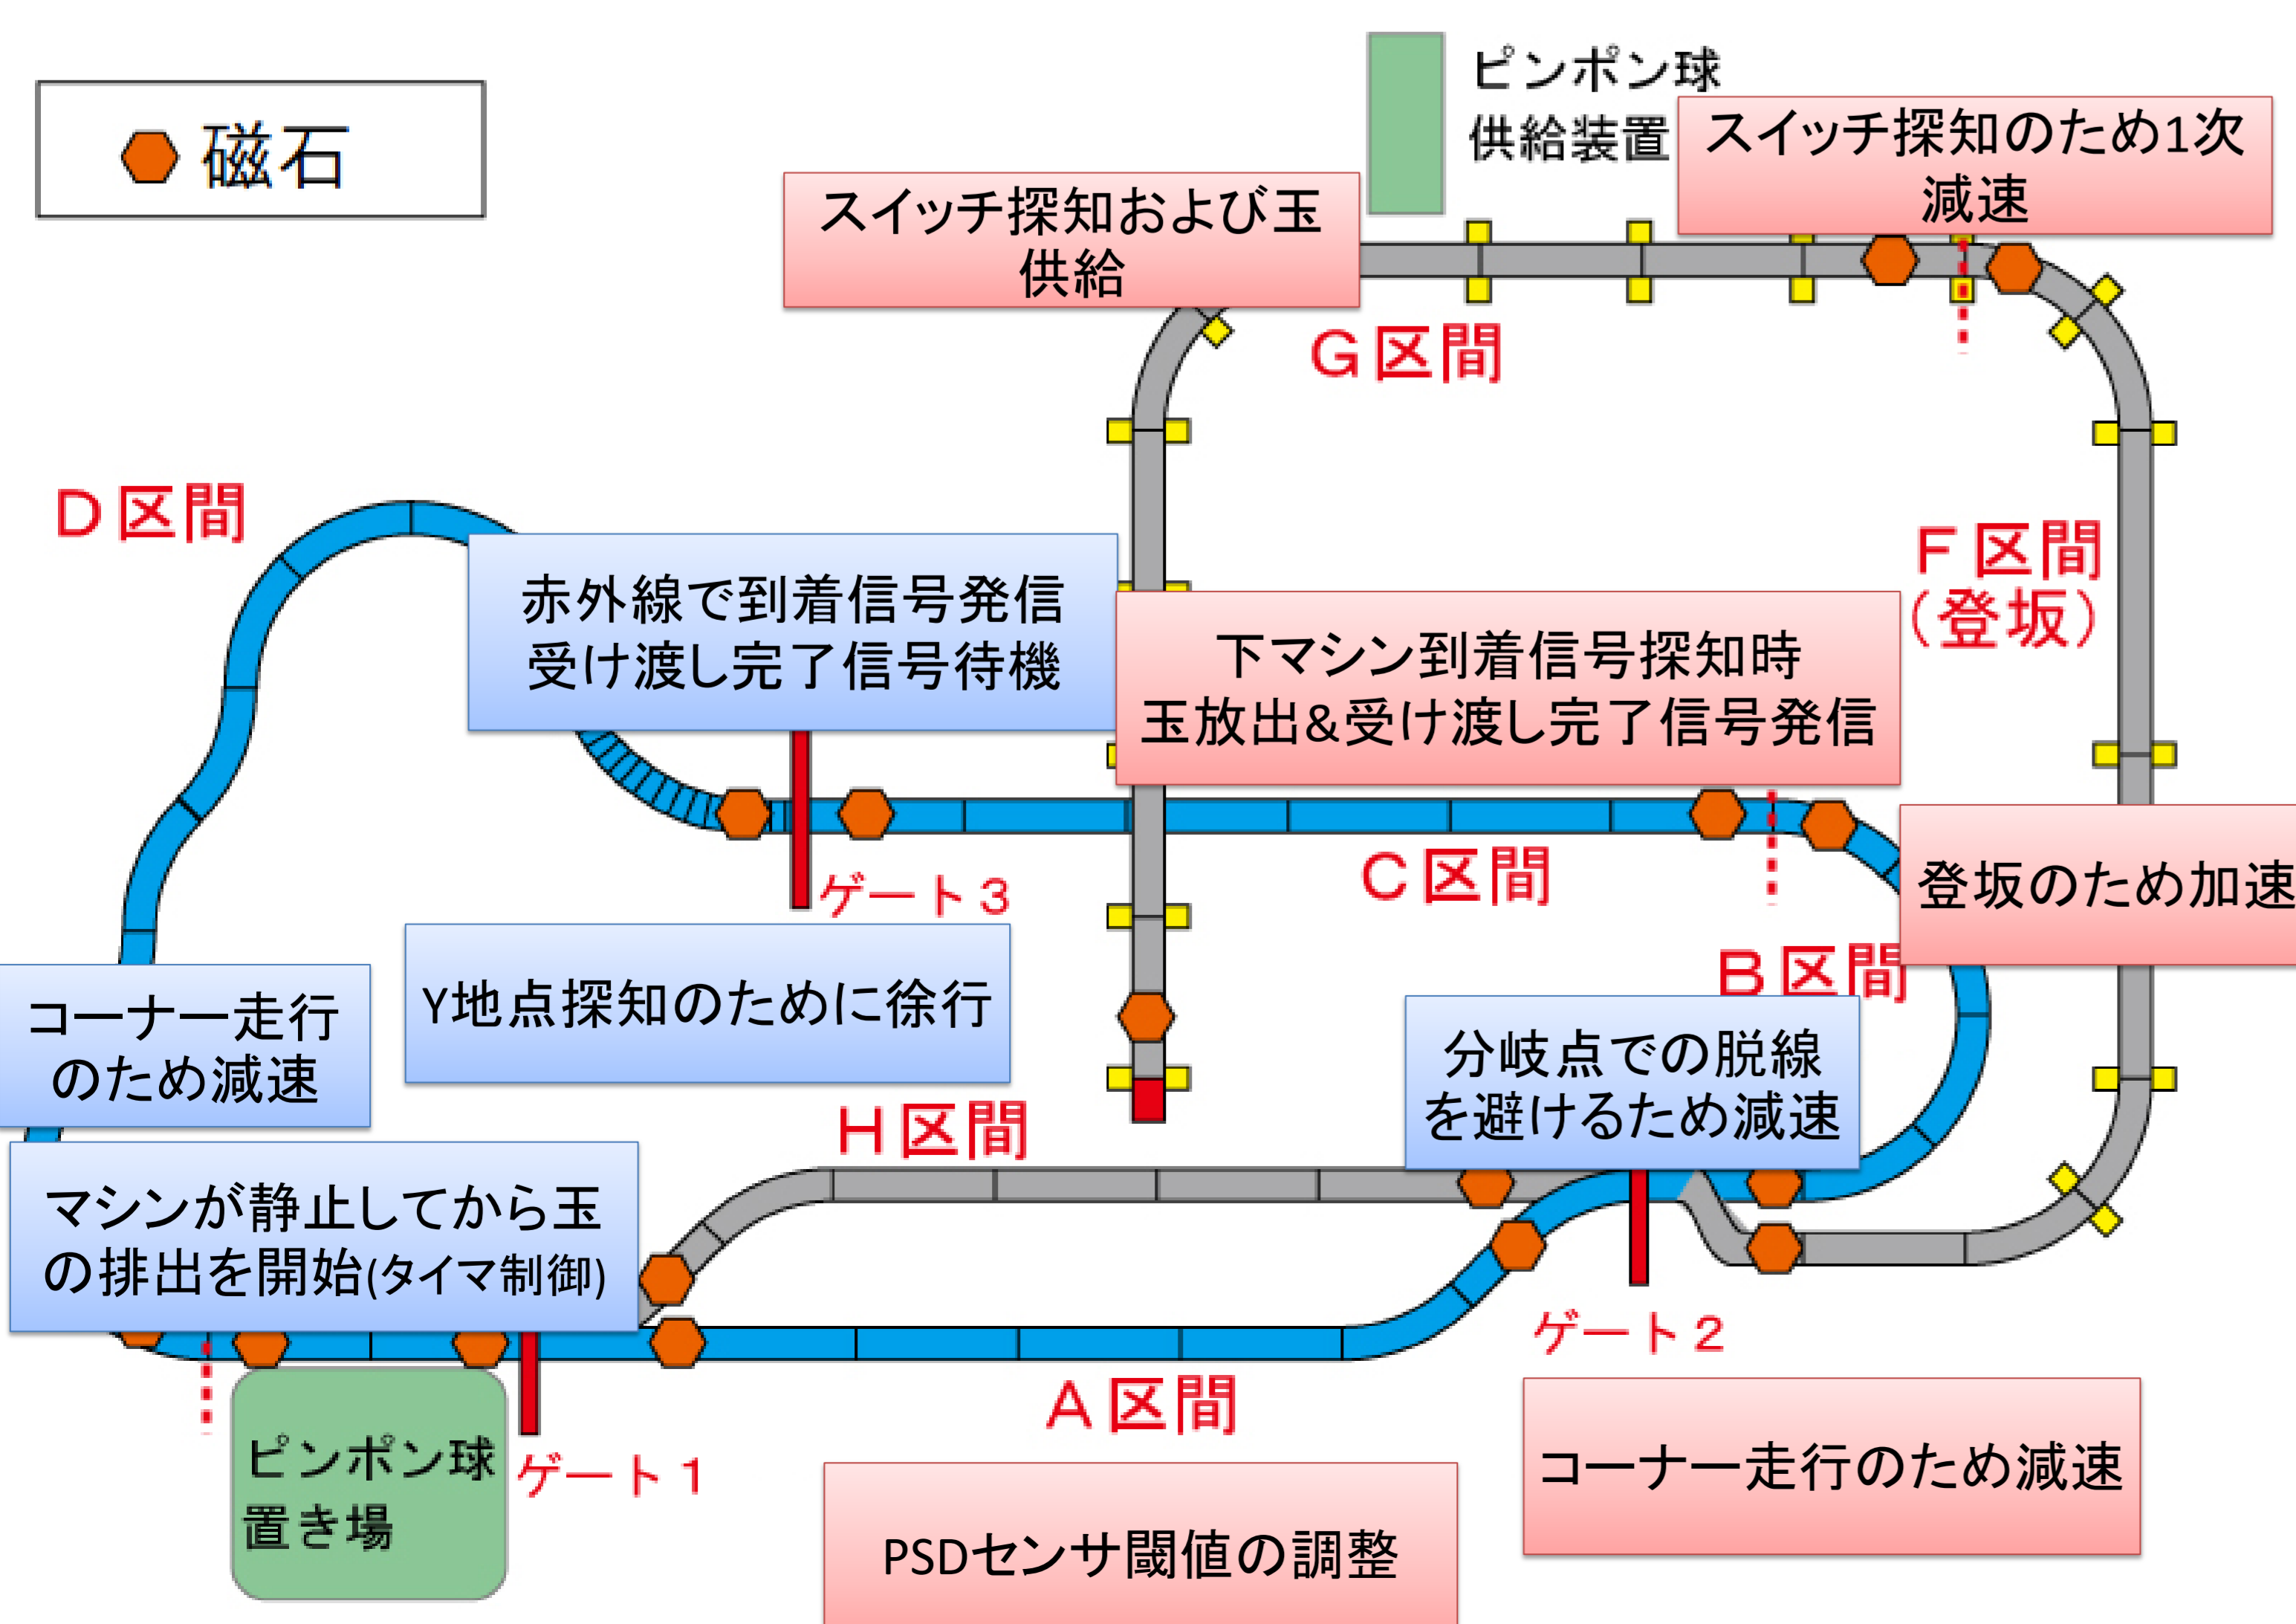 磁石
ピンポン球
供給装置
スイッチ探知のため1次
減速
スイッチ探知および玉
供給
G区間
D区間
F区間
(登坂)
赤外線で到着信号発信
受け渡し完了信号待機
下マシン到着信号探知時
玉放出&受け渡し完了信号発信
C区間
ゲート3
登坂のため加速
B区間
Y地点探知のために徐行
コーナー走行
のため減速
分岐点での脱線
を避けるため減速
H区間
マシンが静止してから玉
の排出を開始(タイマ制御)
ゲート2
A区間
コーナー走行のため減速
ピンポン球
置き場
ゲート1
PSDセンサ閾値の調整